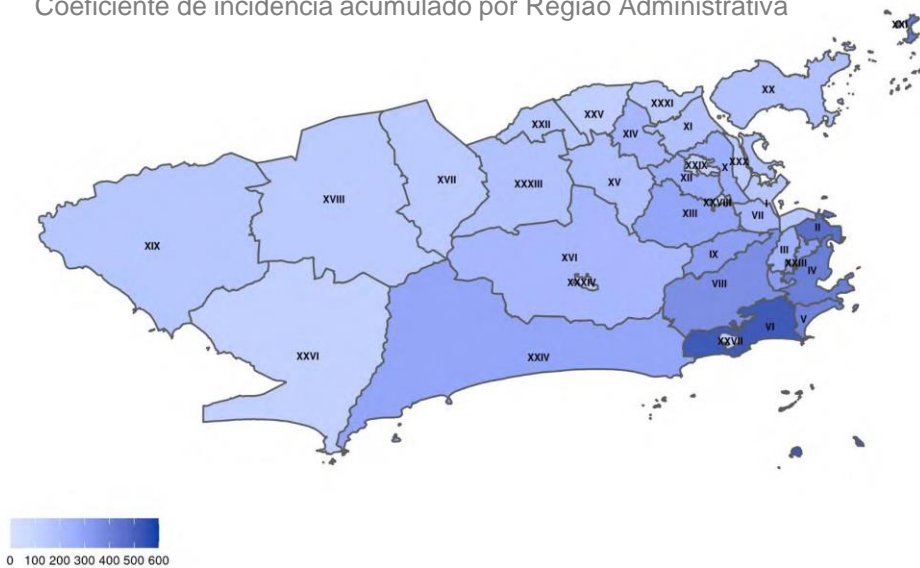 Coeficiente de incidência acumulado por Região Administrativa
XXI
XX
XXXI
XXV
XXII
XI
XIV
XXIX
X
XXX
XVII
XII
XXXIII
XV
XVIII
XXVIII
I
XIII
VII
II
XIX
III
IX
XVI
XXIII
IV
XXXIV
VIII
V
VI
XXVII
XXVI
XXIV
0 100 200 300 400 500 600